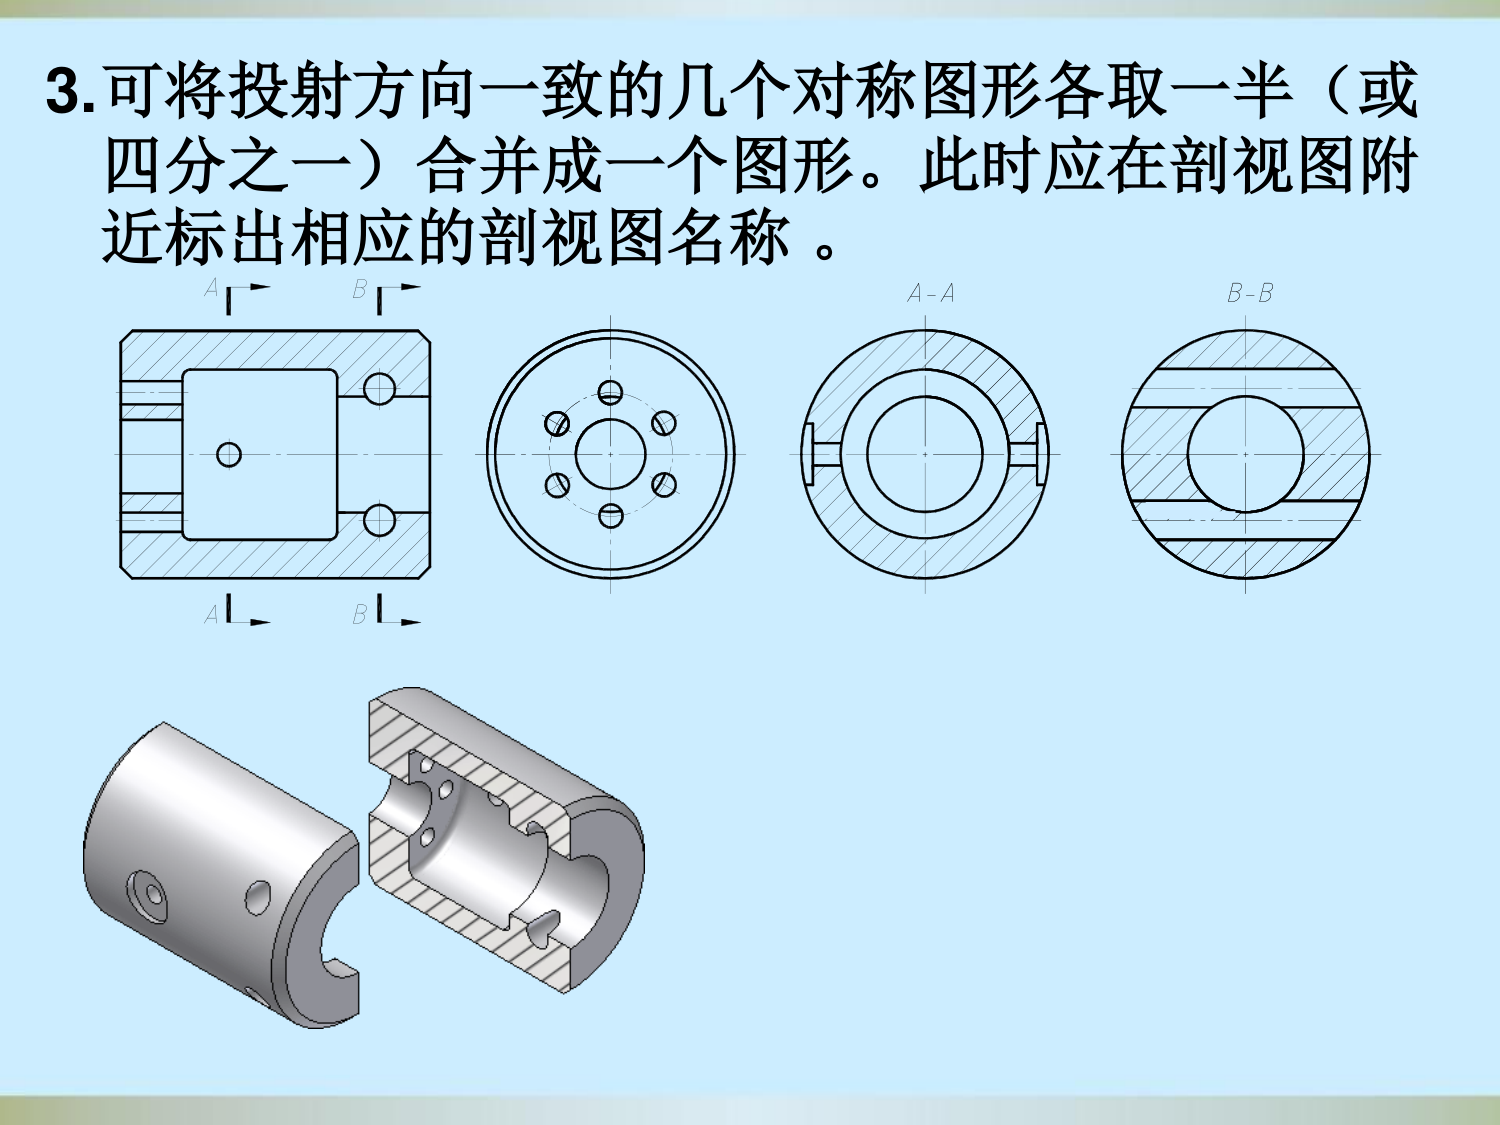 3.可将投射方向一致的几个对称图形各取一半（或
四分之一）合并成一个图形。此时应在剖视图附
近标出相应的剖视图名称 。
A B A-A B-B
A B